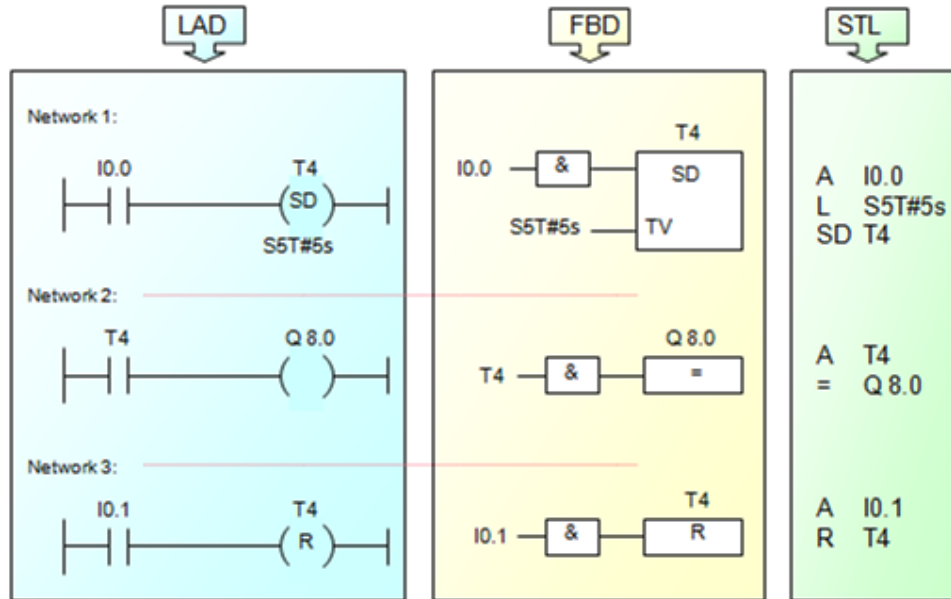 LAD
Network 1:
I0.0 T4
SD
S5T#5s
Network 2:
T4 Q 8.0
Network 3:
I0.1 T4
R
FBD
T4
I0.0 & SD
S5T#5s TV
Q 8.0
T4 & =
T4
I0.1 & R
STL
A I0.0
L S5T#5s
SD T4
A T4
= Q 8.0
A I0.1
R T4